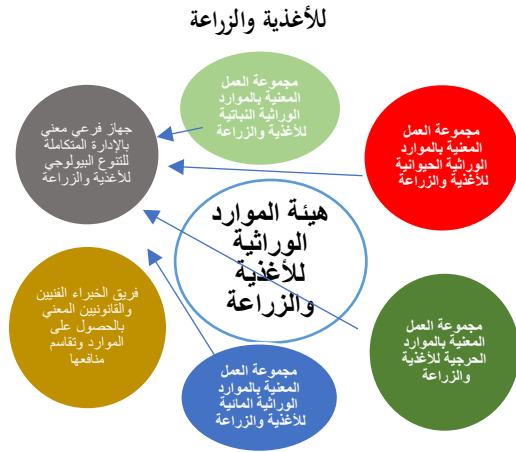 للأغذية والزراعة
مجموعة العمل
المعنية بالموارد
الوراثية النباتية
للأغذية والزراعة
مجموعة العمل
المعنية بالموارد
الوراثية الحيوانية
للأغذية والزراعة
جهاز فرعي معني
بالإدارة المتكاملة
للتنوع البيولوجي
للأغذية والزراعة
هيئة الموارد
الوراثية
للأغذية
والزراعة
فريق الخبراء الفنيين
والقانونيين المعني
بالحصول على
الموارد وتقاسم
منافعها
مجموعة العمل
المعنية بالموارد
الحرجية للأغذية
والزراعة
مجموعة العمل
المعنية بالموارد
الوراثية المائية
للأغذية والزراعة